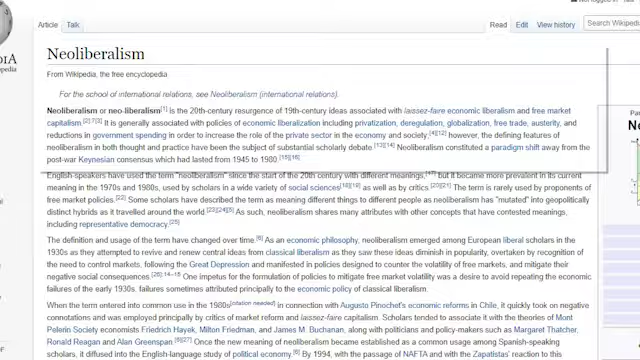 Not logged in Talk
DIA
opedia
Article Talk
Read Edit View history
Search Wikipedia
Neoliberalism
From Wikipedia, the free encyclopedia
For the school of international relations, see Neoliberalism (international relations).
Neoliberalism or neo-liberalism[1] is the 20th-century resurgence of 19th-century ideas associated with laissez-faire economic liberalism and free market
capitalism.[2]:7[3] It is generally associated with policies of economic liberalization including privatization, deregulation, globalization, free trade, austerity, and
reductions in government spending in order to increase the role of the private sector in the economy and society;[4][12] however, the defining features of
neoliberalism in both thought and practice have been the subject of substantial scholarly debate.[13][14] Neoliberalism constituted a paradigm shift away from the
post-war Keynesian consensus which had lasted from 1945 to 1980.[15][16]
English-speakers have used the term "neoliberalism" since the start of the 20th century with different meanings,[17] but it became more prevalent in its current
meaning in the 1970s and 1980s, used by scholars in a wide variety of social sciences[18][19] as well as by critics.[20][21] The term is rarely used by proponents of
free market policies.[22] Some scholars have described the term as meaning different things to different people as neoliberalism has "mutated" into geopolitically
distinct hybrids as it travelled around the world.[23][24][5] As such, neoliberalism shares many attributes with other concepts that have contested meanings,
including representative democracy.[25]
The definition and usage of the term have changed over time.[6] As an economic philosophy, neoliberalism emerged among European liberal scholars in the
1930s as they attempted to revive and renew central ideas from classical liberalism as they saw these ideas diminish in popularity, overtaken by recognition of
the need to control markets, following the Great Depression and manifested in policies designed to counter the volatility of free markets, and mitigate their
negative social consequences.[26]:14–15 One impetus for the formulation of policies to mitigate free market volatility was a desire to avoid repeating the economic
failures of the early 1930s, failures sometimes attributed principally to the economic policy of classical liberalism.
When the term entered into common use in the 1980s[citation needed] in connection with Augusto Pinochet's economic reforms in Chile, it quickly took on negative
connotations and was employed principally by critics of market reform and laissez-faire capitalism. Scholars tended to associate it with the theories of Mont
Pelerin Society economists Friedrich Hayek, Milton Friedman, and James M. Buchanan, along with politicians and policy-makers such as Margaret Thatcher,
Ronald Reagan and Alan Greenspan.[6][27] Once the new meaning of neoliberalism became established as a common usage among Spanish-speaking
scholars, it diffused into the English-language study of political economy.[6] By 1994, with the passage of NAFTA and with the Zapatistas' reaction to this